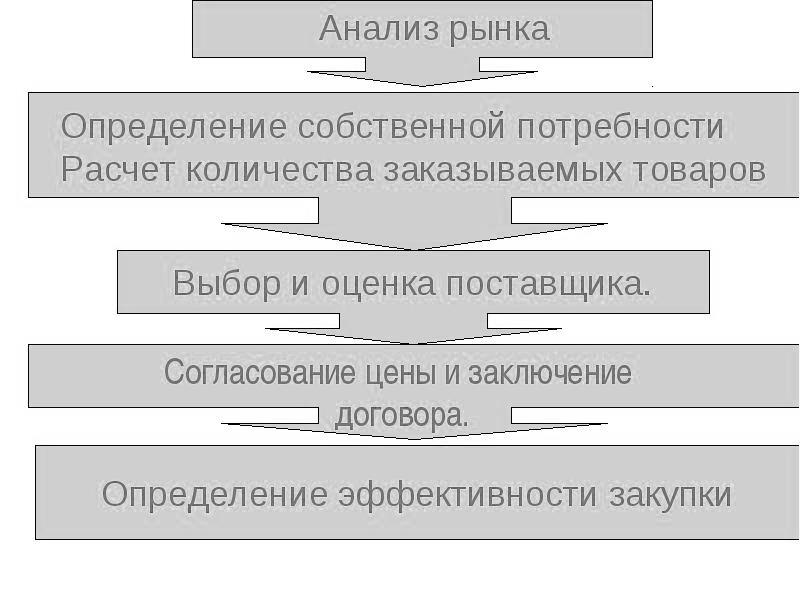 Анализ рынка
Определение собственной потребности
Расчет количества заказываемых товаров
Выбор и оценка поставщика.
Согласование цены и заключение
договора.
Определение эффективности закупки